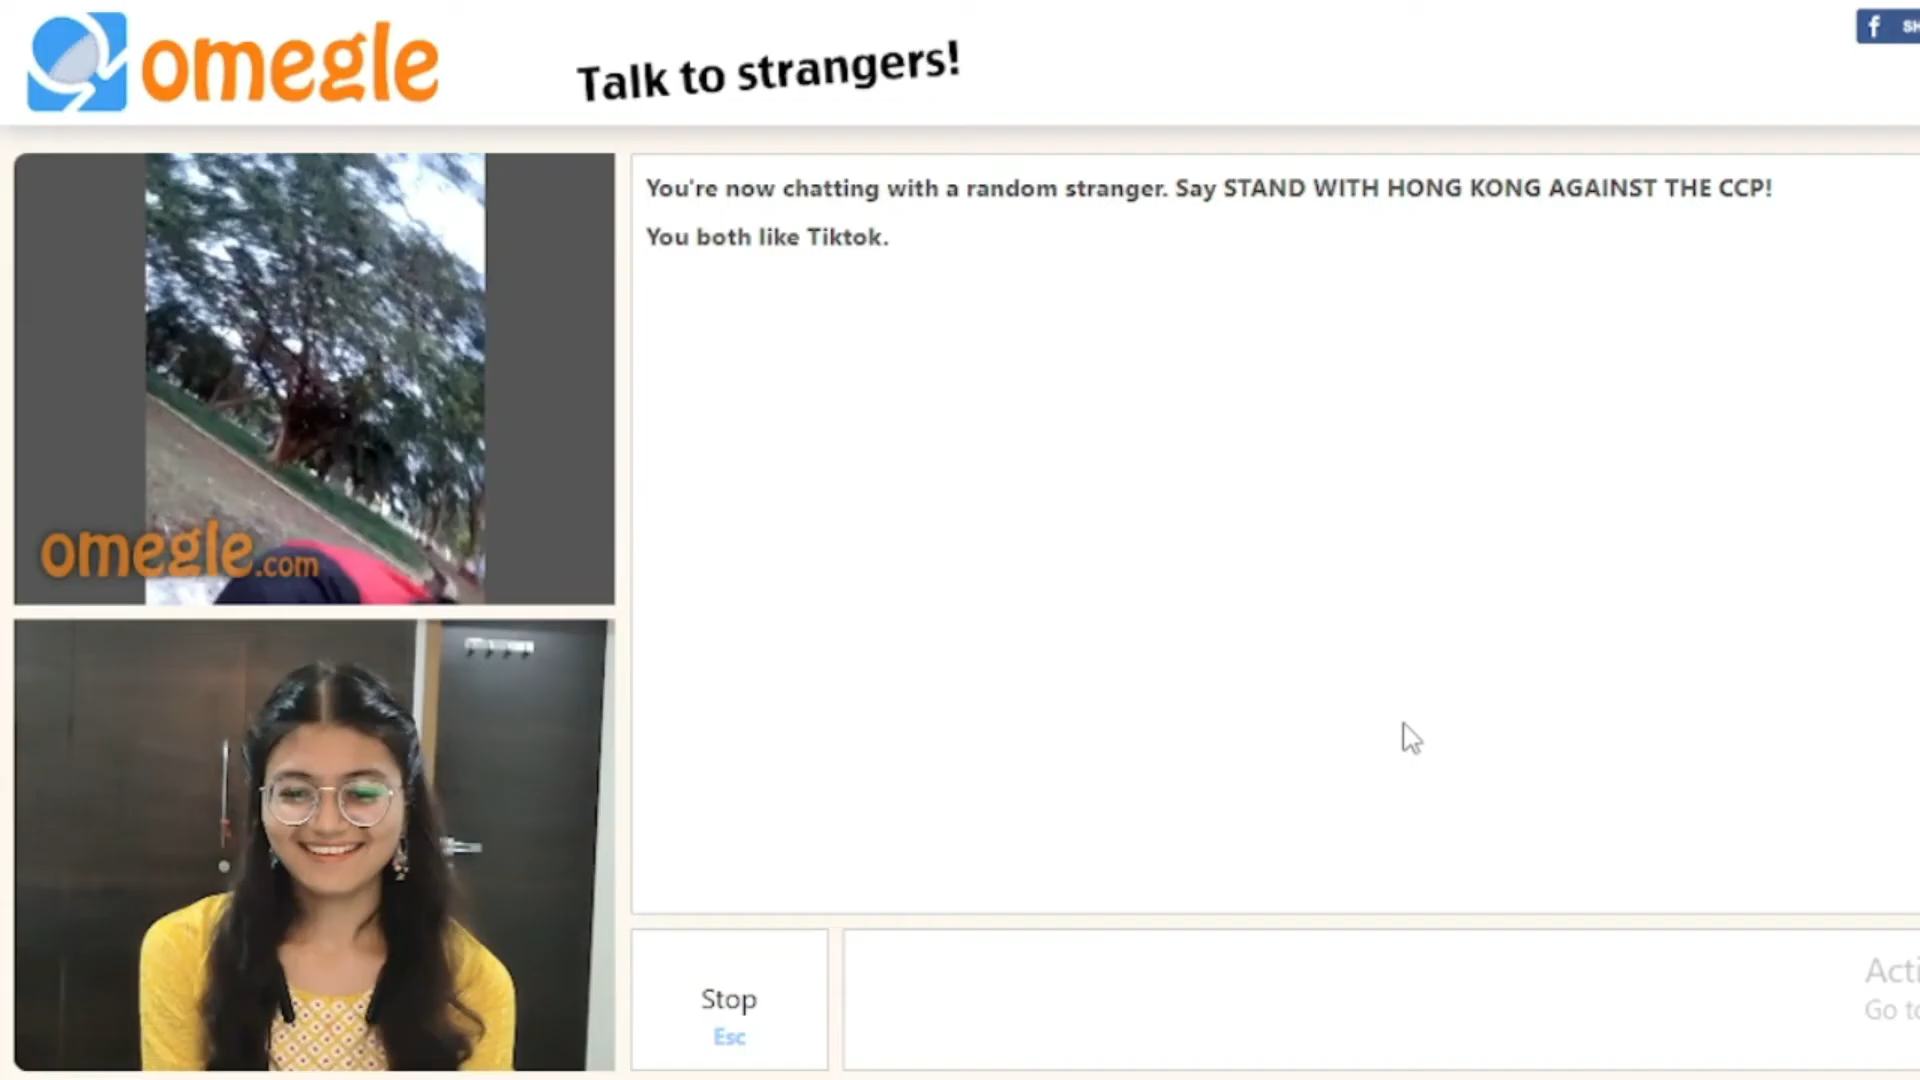 omegle
Talk to strangers!
f
You're now chatting with a random stranger. Say STAND WITH HONG KONG AGAINST THE CCP!
You both like Tiktok.
omegle.com
Stop
Esc